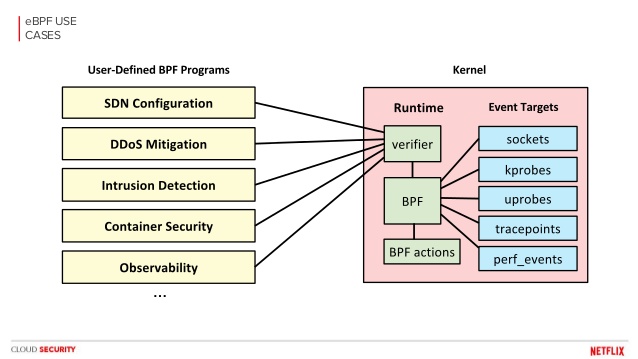 eBPF USE
CASES
User-Defined BPF Programs
SDN Configuration
DDoS Mitigation
Intrusion Detection
Container Security
Observability
...
Kernel
Runtime
verifier
BPF
BPF actions
Event Targets
sockets
kprobes
uprobes
tracepoints
perf_events
CLOUD SECURITY
NETFLIX